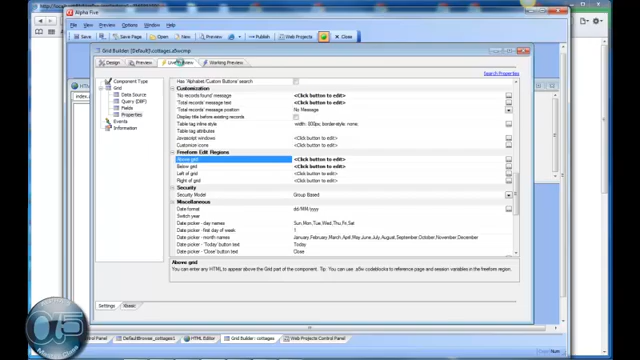 Alpha Five
File Edit View Tools Options Window Help
Save Open New Preview Publish Web Projects Close
Grid Builder: [Default]\cottages.a5wcmp
Design Preview Working Preview
Search Properties
Component Type
Grid
Data Source
Query (DBF)
Fields
Properties
Events
Information
Has 'Alphabet/Custom Buttons' search
Customization
'No records found' message <Click button to edit>
'Total records' message text <Click button to edit>
'Total records' message position No Message
Display title before existing records
Table tag inline style width: 800px; border-style: none;
Table tag attributes
Javascript windows <Click button to edit>
Customize icons <Click button to edit>
Freeform Edit Regions
Above grid <Click button to edit>
Below grid <Click button to edit>
Left of grid <Click button to edit>
Right of grid <Click button to edit>
Security
Security Model Group Based
Miscellaneous
Date format dd/MM/yyyy
Switch year
Date picker - day names Sun,Mon,Tue,Wed,Thu,Fri,Sat
Date picker - first day of week 1
Date picker - month names January,February,March,April,May,June,July,August,September,October,November,December
Date picker - 'Today' button text Today
Date picker - 'Close' button text Close
Above grid
You can enter any HTML to appear above the Grid part of the component. Tip: You can use a5w codeblocks to reference page and session variables in the freeform region.
Settings Xbasic
Control Panel DefaultBrowse_cottages1 HTML Editor Grid Builder: cottages Web Projects Control Panel
Num